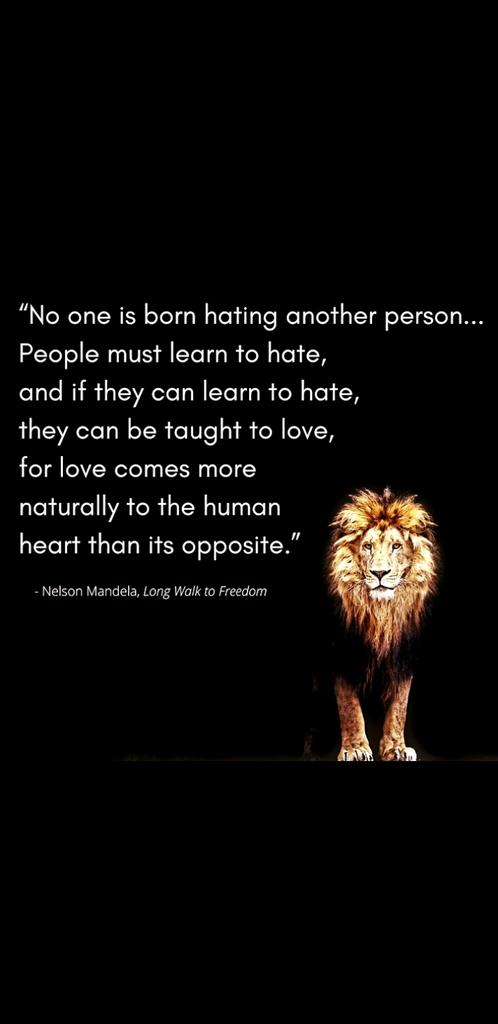 “No one is born hating another person...
People must learn to hate,
and if they can learn to hate,
they can be taught to love,
for love comes more
naturally to the human
heart than its opposite.”
- Nelson Mandela, Long Walk to Freedom